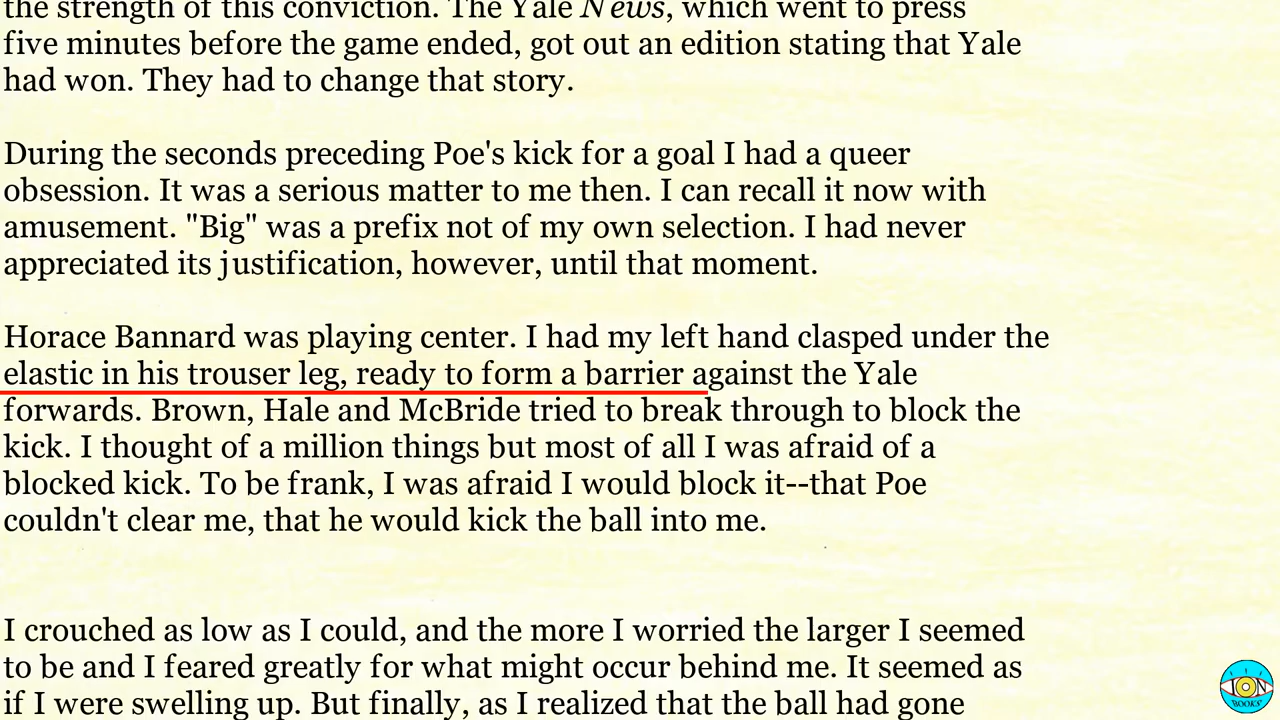 the strength of this conviction. The Yale News, which went to press
five minutes before the game ended, got out an edition stating that Yale
had won. They had to change that story.
During the seconds preceding Poe's kick for a goal I had a queer
obsession. It was a serious matter to me then. I can recall it now with
amusement. "Big" was a prefix not of my own selection. I had never
appreciated its justification, however, until that moment.
Horace Bannard was playing center. I had my left hand clasped under the
elastic in his trouser leg, ready to form a barrier against the Yale
forwards. Brown, Hale and McBride tried to break through to block the
kick. I thought of a million things but most of all I was afraid of a
blocked kick. To be frank, I was afraid I would block it--that Poe
couldn't clear me, that he would kick the ball into me.
I crouched as low as I could, and the more I worried the larger I seemed
to be and I feared greatly for what might occur behind me. It seemed as
if I were swelling up. But finally, as I realized that the ball had gone
ION
BOOKS